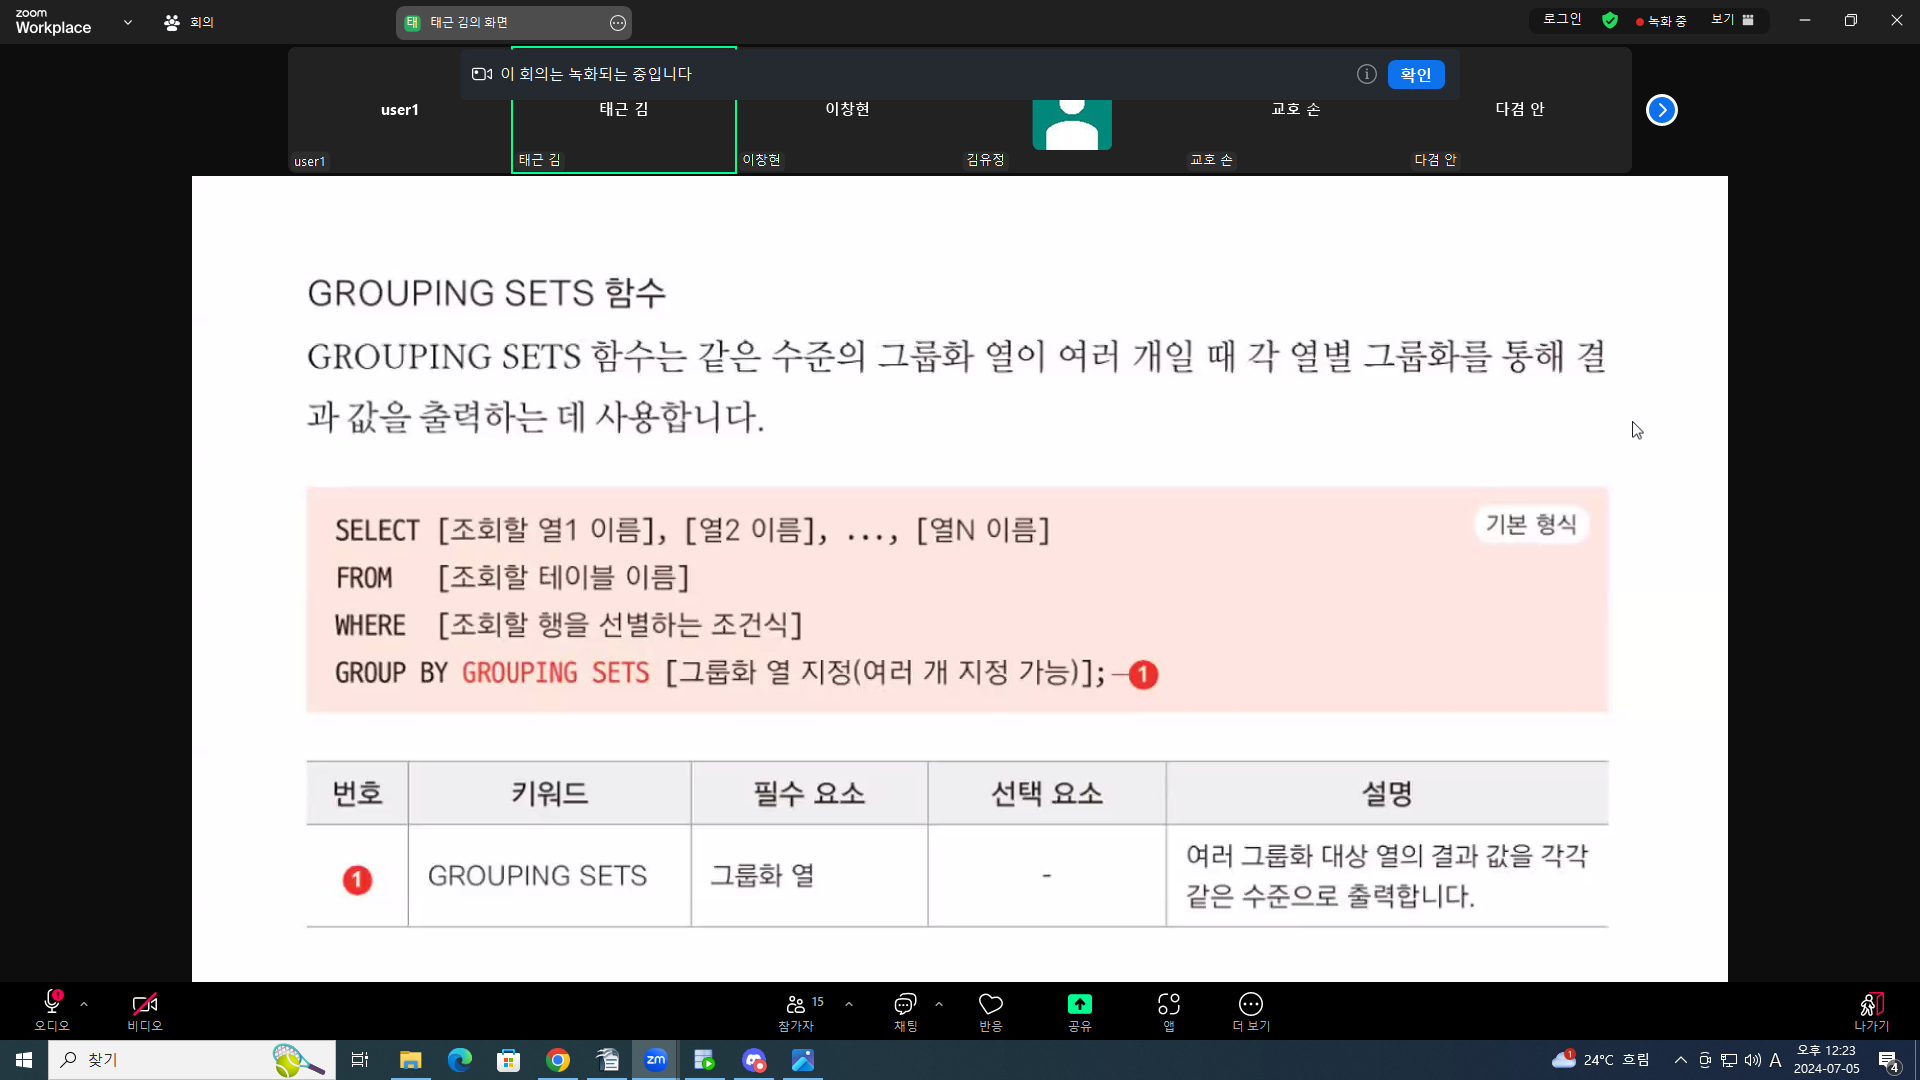 zoom
Workplace
회의
태 태근 김의 화면
로그인
녹화 중
보기
이 회의는 녹화되는 중입니다
확인
user1
태근 김
이창현
교호 손
다겸 안
user1
태근 김
이창현
김유정
교호 손
다겸 안
GROUPING SETS 함수
GROUPING SETS 함수는 같은 수준의 그룹화 열이 여러 개일 때 각 열별 그룹화를 통해 결
과 값을 출력하는 데 사용합니다.
기본 형식
SELECT [조회할 열1 이름], [열2 이름], ..., [열N 이름]
FROM [조회할 테이블 이름]
WHERE [조회할 행을 선별하는 조건식]
GROUP BY GROUPING SETS [그룹화 열 지정(여러 개 지정 가능)]; 1
번호 키워드 필수 요소 선택 요소 설명
1 GROUPING SETS 그룹화 열 - 여러 그룹화 대상 열의 결과 값을 각각
같은 수준으로 출력합니다.
오디오
비디오
참가자 15
채팅
반응
공유
앱
더 보기
나가기
찾기
zm
1
24°C 흐림
A
오후 12:23
2024-07-05
4